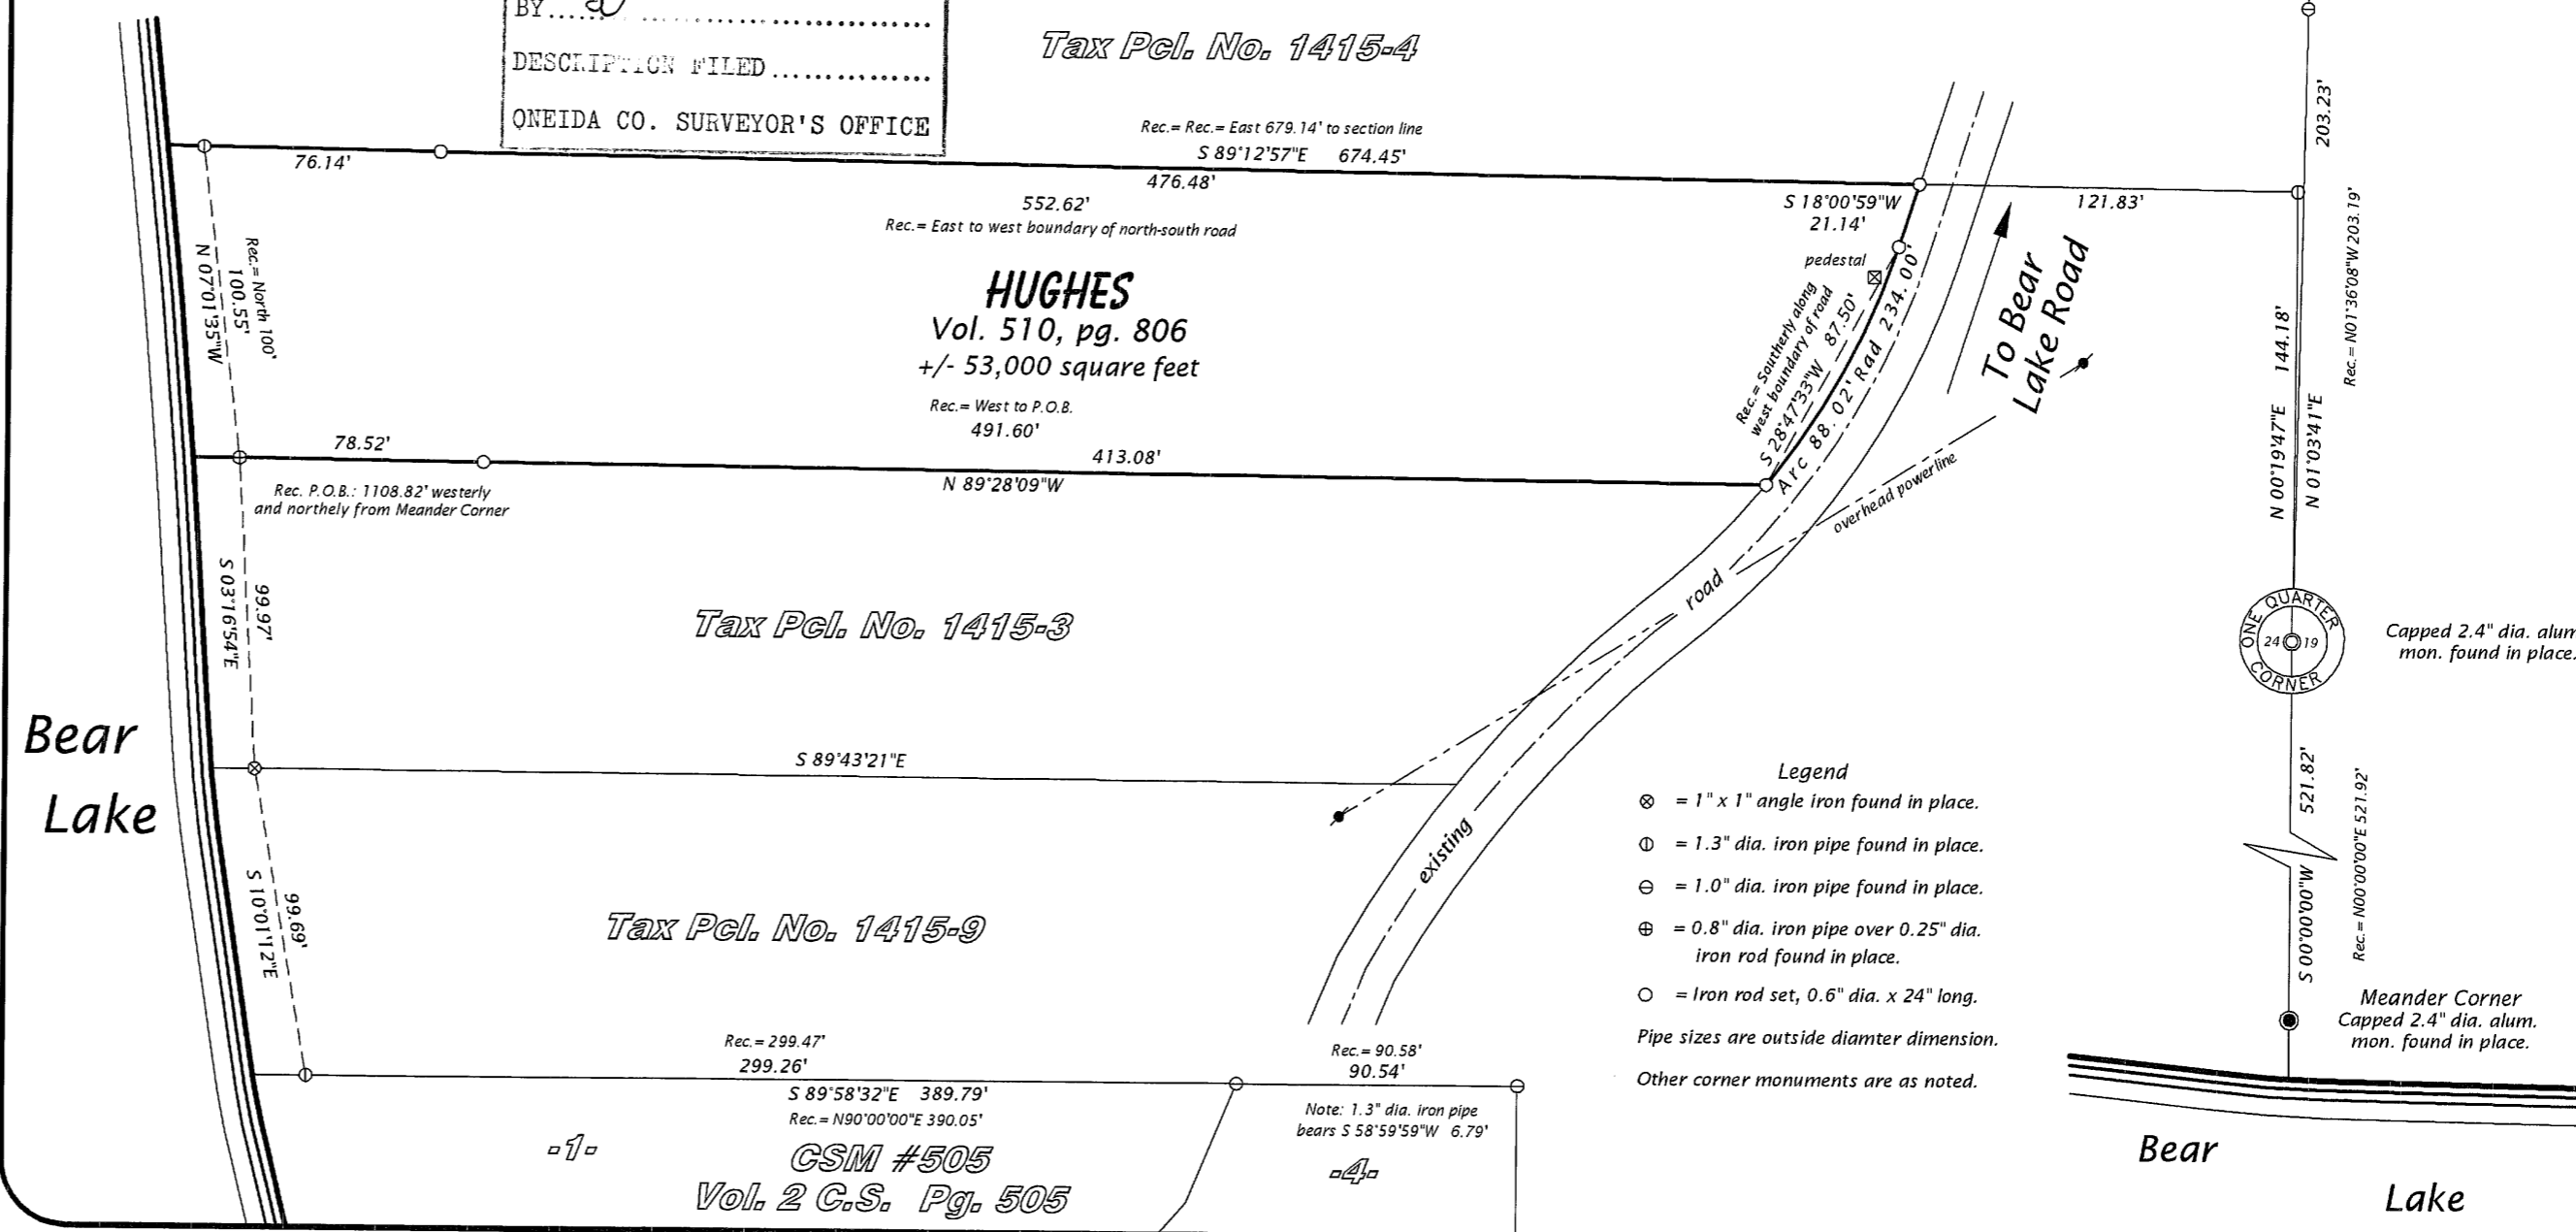 BY
DESCRIPTION FILED
ONEIDA CO. SURVEYOR'S OFFICE
Tax Pcl. No. 1415-4
Rec.= Rec.= East 679.14' to section line
S 89°12'57"E 674.45'
76.14'
476.48'
552.62'
Rec.= East to west boundary of north-south road
S 18°00'59"W
21.14'
121.83'
203.23'
Rec.= N01°36'08"W 203.19'
Rec.= North 100'
100.55'
N 07°01'35"W
HUGHES
Vol. 510, pg. 806
+/- 53,000 square feet
Rec.= West to P.O.B.
491.60'
pedestal
Rec.= Southerly along
west boundary of road
S 28°47'33"W 87.50'
Arc 88.02' Rad 234.00'
To Bear
Lake Road
N 00°19'47"E 144.18'
N 01°03'41"E
78.52'
413.08'
N 89°28'09"W
Rec. P.O.B.: 1108.82' westerly
and northely from Meander Corner
overhead powerline
99.97'
S 03°16'54"E
Tax Pcl. No. 1415-3
existing road
ONE QUARTER
24 19
CORNER
Capped 2.4" dia. alum
mon. found in place.
Bear
Lake
S 89°43'21"E
99.69'
S 10°01'12"E
Tax Pcl. No. 1415-9
Legend
= 1" x 1" angle iron found in place.
= 1.3" dia. iron pipe found in place.
= 1.0" dia. iron pipe found in place.
= 0.8" dia. iron pipe over 0.25" dia.
iron rod found in place.
= Iron rod set, 0.6" dia. x 24" long.
Pipe sizes are outside diamter dimension.
Other corner monuments are as noted.
521.82'
S 00°00'00"W
Rec.= N00°00'00"E 521.92'
Meander Corner
Capped 2.4" dia. alum.
mon. found in place.
Rec.= 299.47'
299.26'
S 89°58'32"E 389.79'
Rec.= N90°00'00"E 390.05'
Rec.= 90.58'
90.54'
Note: 1.3" dia. iron pipe
bears S 58°59'59"W 6.79'
-1-
CSM #505
Vol. 2 C.S. Pg. 505
-4-
Bear
Lake